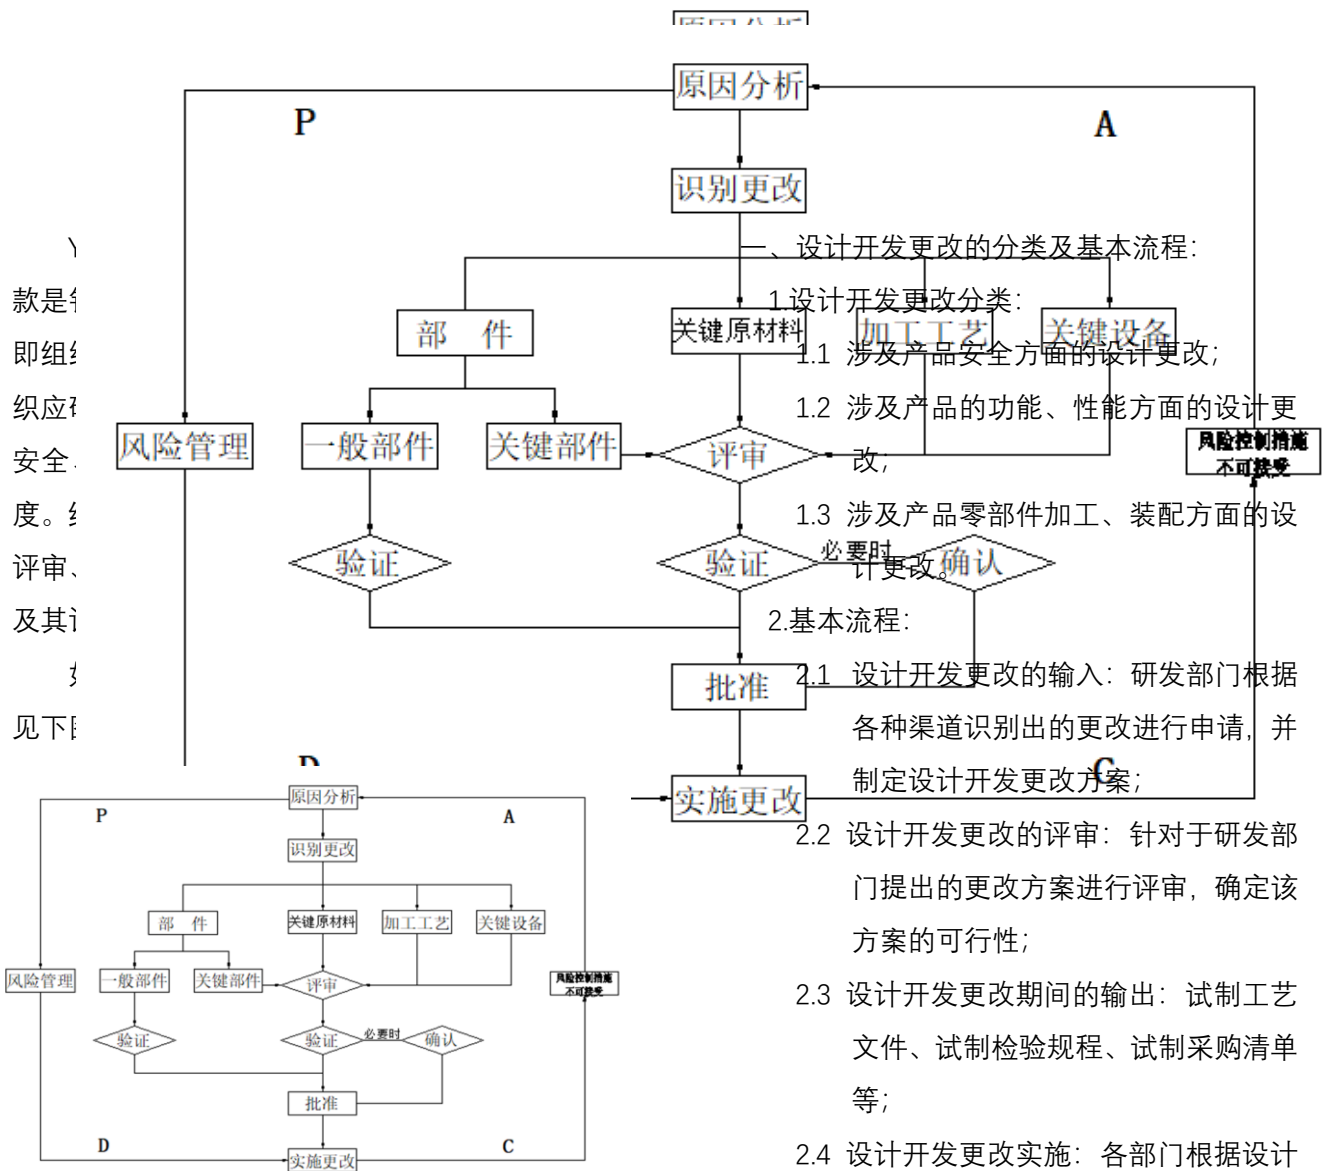 原因分析
原因分析
P
A
识别更改
部 件
关键原材料
加工工艺
关键设备
风险管理
一般部件
关键部件
评审
风险控制措施
不可接受
验证
验证
必要时
确认
批准
D
C
实施更改
款是
即组
织应
安全、
度。
评审、
及其
见下
一、设计开发更改的分类及基本流程：
1.设计开发更改分类：
1.1 涉及产品安全方面的设计更改；
1.2 涉及产品的功能、性能方面的设计更
改；
1.3 涉及产品零部件加工、装配方面的设
计更改。
2.基本流程：
2.1 设计开发更改的输入：研发部门根据
各种渠道识别出的更改进行申请，并
制定设计开发更改方案；
2.2 设计开发更改的评审：针对于研发部
门提出的更改方案进行评审，确定该
方案的可行性；
2.3 设计开发更改期间的输出：试制工艺
文件、试制检验规程、试制采购清单
等；
2.4 设计开发更改实施：各部门根据设计
原因分析
P
A
识别更改
部 件
关键原材料
加工工艺
关键设备
风险管理
一般部件
关键部件
评审
风险控制措施
不可接受
验证
验证
必要时
确认
批准
D
C
实施更改